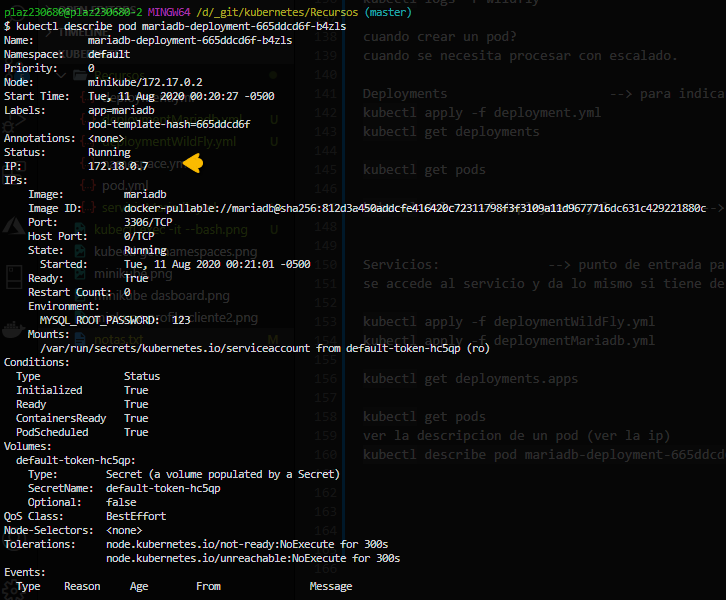 plaz230680@plaz230680-2 MINGW64 /d/_git/kubernetes/Recursos (master)
$ kubectl describe pod mariadb-deployment-665ddcd6f-b4zls
Name: mariadb-deployment-665ddcd6f-b4zls
Namespace: default
Priority: 0
Node: minikube/172.17.0.2
Start Time: Tue, 11 Aug 2020 00:20:27 -0500
Labels: app=mariadb
pod-template-hash=665ddcd6f
Annotations: <none>
Status: Running
IP: 172.18.0.7
IPs:
Image: mariadb
Image ID: docker-pullable://mariadb@sha256:812d3a450addcfe416420c72311798f3f3109a11d9677716dc631c429221880c
Port: 3306/TCP
Host Port: 0/TCP
State: Running
Started: Tue, 11 Aug 2020 00:21:01 -0500
Ready: True
Restart Count: 0
Environment:
MYSQL_ROOT_PASSWORD: 123
Mounts:
/var/run/secrets/kubernetes.io/serviceaccount from default-token-hc5qp (ro)
Conditions:
Type Status
Initialized True
Ready True
ContainersReady True
PodScheduled True
Volumes:
default-token-hc5qp:
Type: Secret (a volume populated by a Secret)
SecretName: default-token-hc5qp
Optional: false
QoS Class: BestEffort
Node-Selectors: <none>
Tolerations: node.kubernetes.io/not-ready:NoExecute for 300s
node.kubernetes.io/unreachable:NoExecute for 300s
Events:
Type Reason Age From Message
cuando crear un pod?
cuando se necesita procesar con escalado.
140
141 Deployments --> para indica
142 kubectl apply -f deployment.yml
143 kubectl get deployments
144
145 kubectl get pods
146
148
149
150 Servicios: --> punto de entrada pa
151 se accede al servicio y da lo mismo si tiene de
153 kubectl apply -f deploymentWildFly.yml
154 kubectl apply -f deploymentMariadb.yml
156 kubectl get deployments.apps
157
158 kubectl get pods
159 ver la descripcion de un pod (ver la ip)
160 kubectl describe pod mariadb-deployment-665ddcd
162
163
164
pod.yml
kubectl exec -it --bash.png
minikube dasboard.png
notas.txt